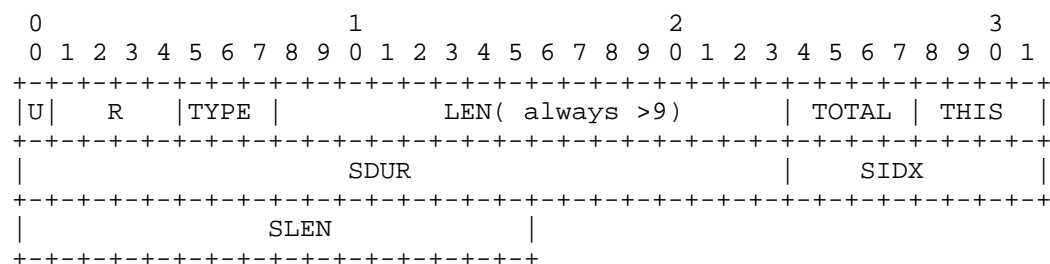 0                   1                   2                   3
 0 1 2 3 4 5 6 7 8 9 0 1 2 3 4 5 6 7 8 9 0 1 2 3 4 5 6 7 8 9 0 1
+-+-+-+-+-+-+-+-+-+-+-+-+-+-+-+-+-+-+-+-+-+-+-+-+-+-+-+-+-+-+-+-+
|U|   R   |TYPE |          LEN( always >9)      | TOTAL | THIS  |
+-+-+-+-+-+-+-+-+-+-+-+-+-+-+-+-+-+-+-+-+-+-+-+-+-+-+-+-+-+-+-+-+
|                    SDUR                       |    SIDX       |
+-+-+-+-+-+-+-+-+-+-+-+-+-+-+-+-+-+-+-+-+-+-+-+-+-+-+-+-+-+-+-+-+
|               SLEN            |
+-+-+-+-+-+-+-+-+-+-+-+-+-+-+-+-+